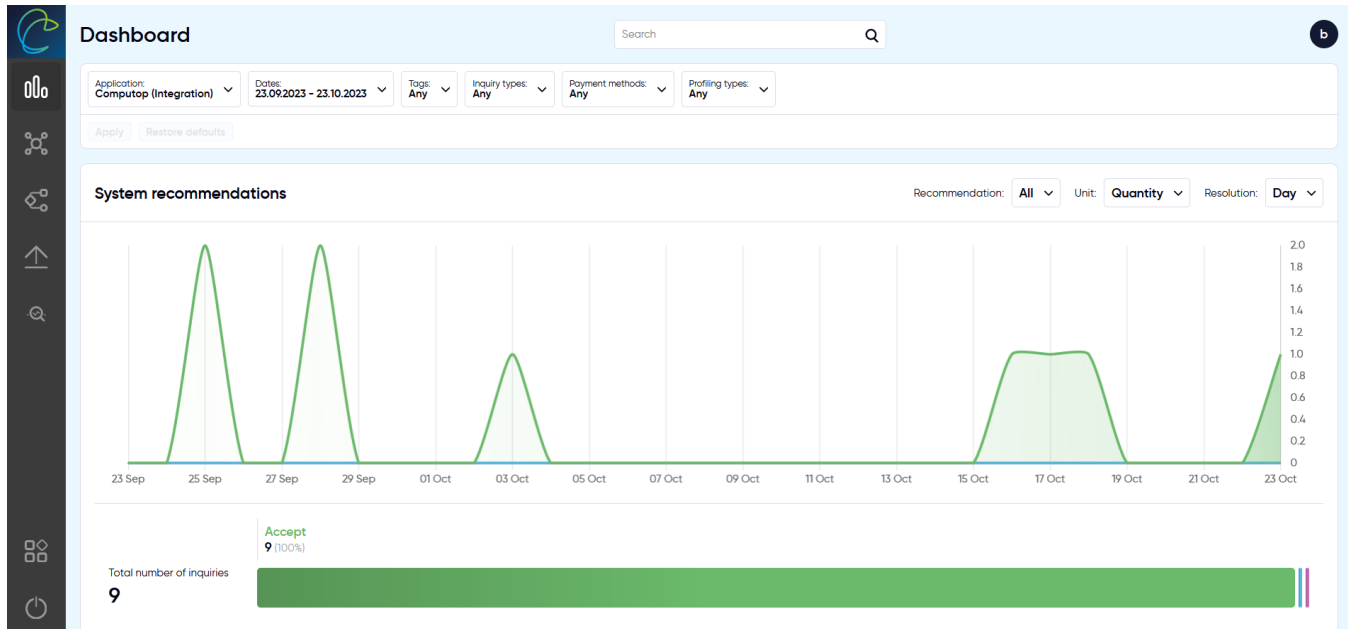 Dashboard
Search
b
Application:
Computop (Integration)
Dates:
23.09.2023 - 23.10.2023
Tags:
Any
Inquiry types:
Any
Payment methods:
Any
Profiling types:
Any
Apply
Restore defaults
System recommendations
Recommendation: All
Unit: Quantity
Resolution: Day
2.0
1.8
1.6
1.4
1.2
1.0
0.8
0.6
0.4
0.2
0
23 Sep 25 Sep 27 Sep 29 Sep 01 Oct 03 Oct 05 Oct 07 Oct 09 Oct 11 Oct 13 Oct 15 Oct 17 Oct 19 Oct 21 Oct 23 Oct
Accept
9 (100%)
Total number of inquiries
9